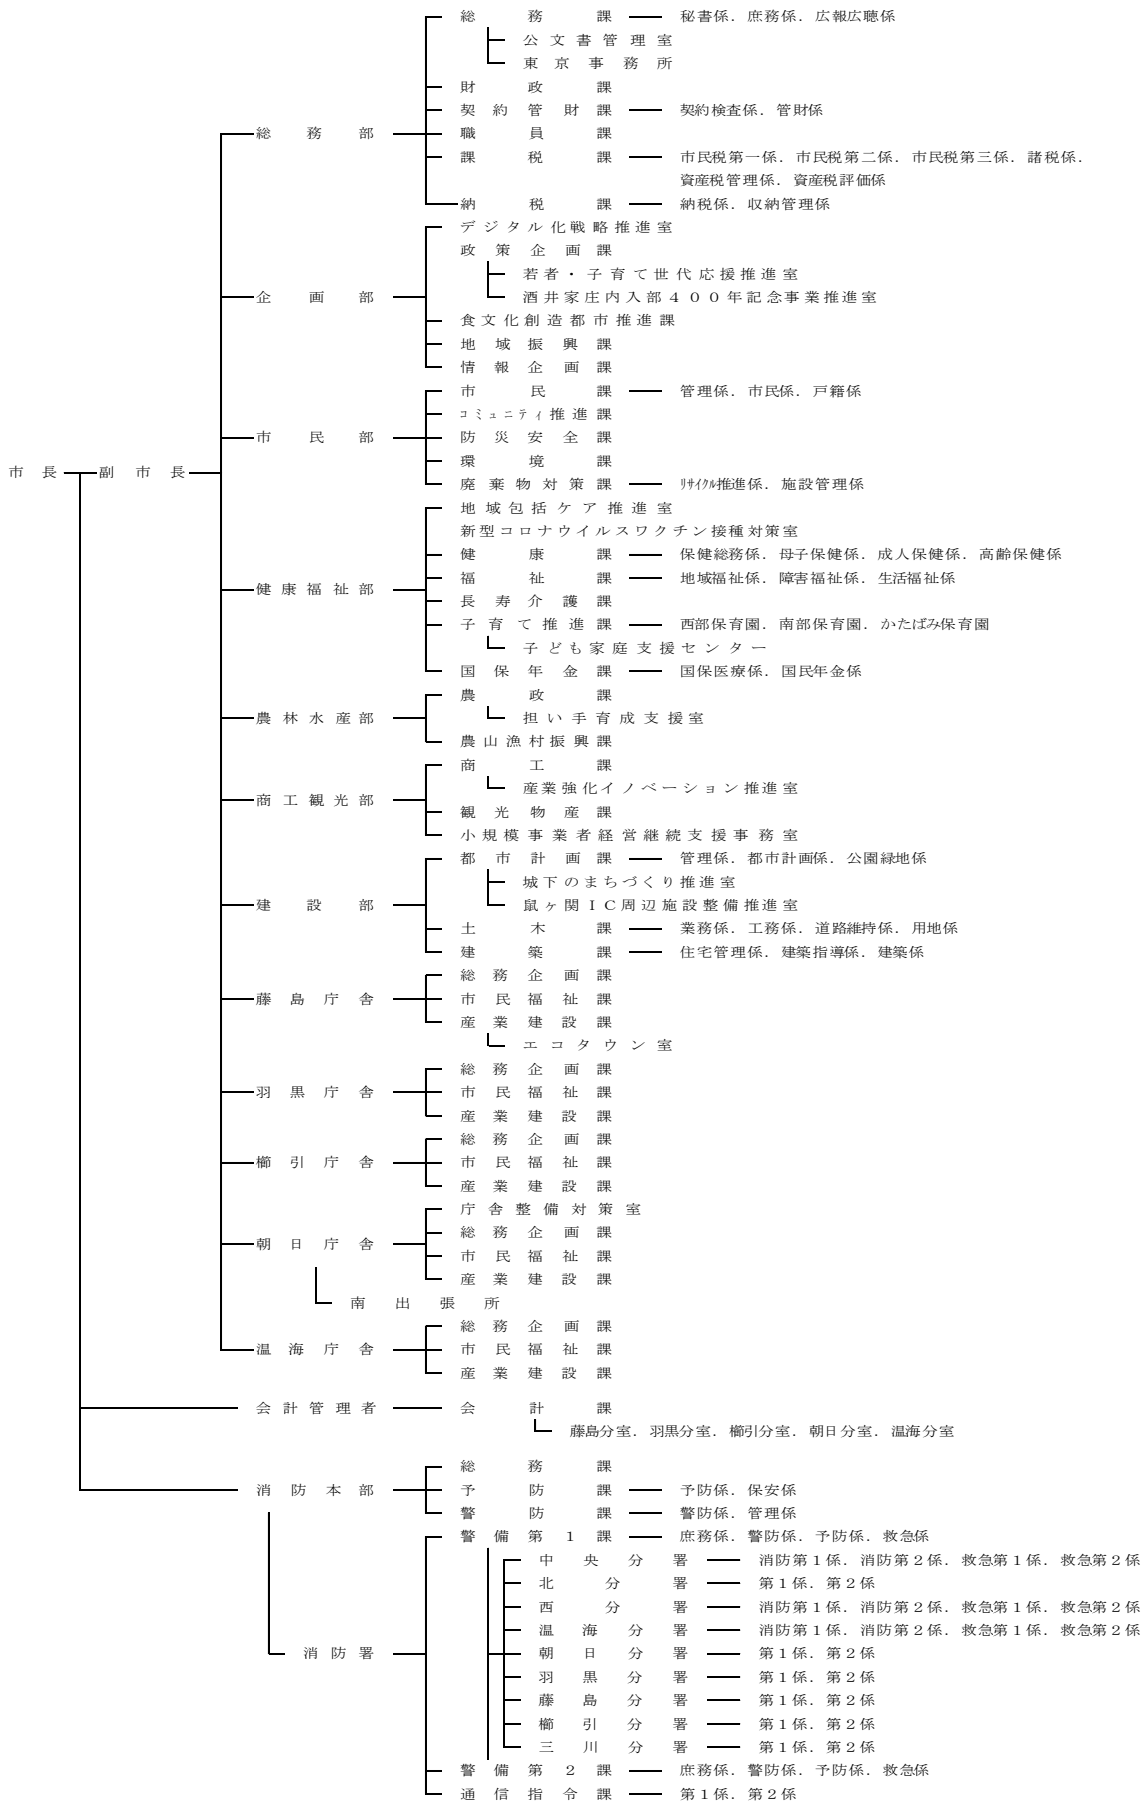 総務課 秘書係．庶務係．広報広聴係
公文書管理室
東京事務所
財政課
契約管財課 契約検査係．管財係
総務部 職員課
課税課 市民税第一係．市民税第二係．市民税第三係．諸税係．
資産税管理係．資産税評価係
納税課 納税係．収納管理係
デジタル化戦略推進室
政策企画課
若者・子育て世代応援推進室
企画部 酒井家庄内入部４００年記念事業推進室
食文化創造都市推進課
地域振興課
情報企画課
市民課 管理係．市民係．戸籍係
コミュニティ推進課
市民部 防災安全課
環境課
市長 副市長
廃棄物対策課 ﾘｻｲｸﾙ推進係．施設管理係
地域包括ケア推進室
新型コロナウイルスワクチン接種対策室
健康課 保健総務係．母子保健係．成人保健係．高齢保健係
福祉課 地域福祉係．障害福祉係．生活福祉係
健康福祉部
長寿介護課
子育て推進課 西部保育園．南部保育園．かたばみ保育園
子ども家庭支援センター
国保年金課 国保医療係．国民年金係
農政課
農林水産部 担い手育成支援室
農山漁村振興課
商工課
産業強化イノベーション推進室
商工観光部
観光物産課
小規模事業者経営継続支援事務室
都市計画課 管理係．都市計画係．公園緑地係
城下のまちづくり推進室
建設部 鼠ヶ関ＩＣ周辺施設整備推進室
土木課 業務係．工務係．道路維持係．用地係
建築課 住宅管理係．建築指導係．建築係
総務企画課
藤島庁舎 市民福祉課
産業建設課
エコタウン室
総務企画課
羽黒庁舎 市民福祉課
産業建設課
総務企画課
櫛引庁舎 市民福祉課
産業建設課
庁舎整備対策室
総務企画課
朝日庁舎
市民福祉課
産業建設課
南出張所
総務企画課
温海庁舎 市民福祉課
産業建設課
会計管理者 会計課
藤島分室．羽黒分室．櫛引分室．朝日分室．温海分室
総務課
消防本部 予防課 予防係．保安係
警防課 警防係．管理係
警備第１課 庶務係．警防係．予防係．救急係
中央分署 消防第１係．消防第２係．救急第１係．救急第２係
北分署 第１係．第２係
西分署 消防第１係．消防第２係．救急第１係．救急第２係
温海分署 消防第１係．消防第２係．救急第１係．救急第２係
消防署 朝日分署 第１係．第２係
羽黒分署 第１係．第２係
藤島分署 第１係．第２係
櫛引分署 第１係．第２係
三川分署 第１係．第２係
警備第２課 庶務係．警防係．予防係．救急係
通信指令課 第１係．第２係